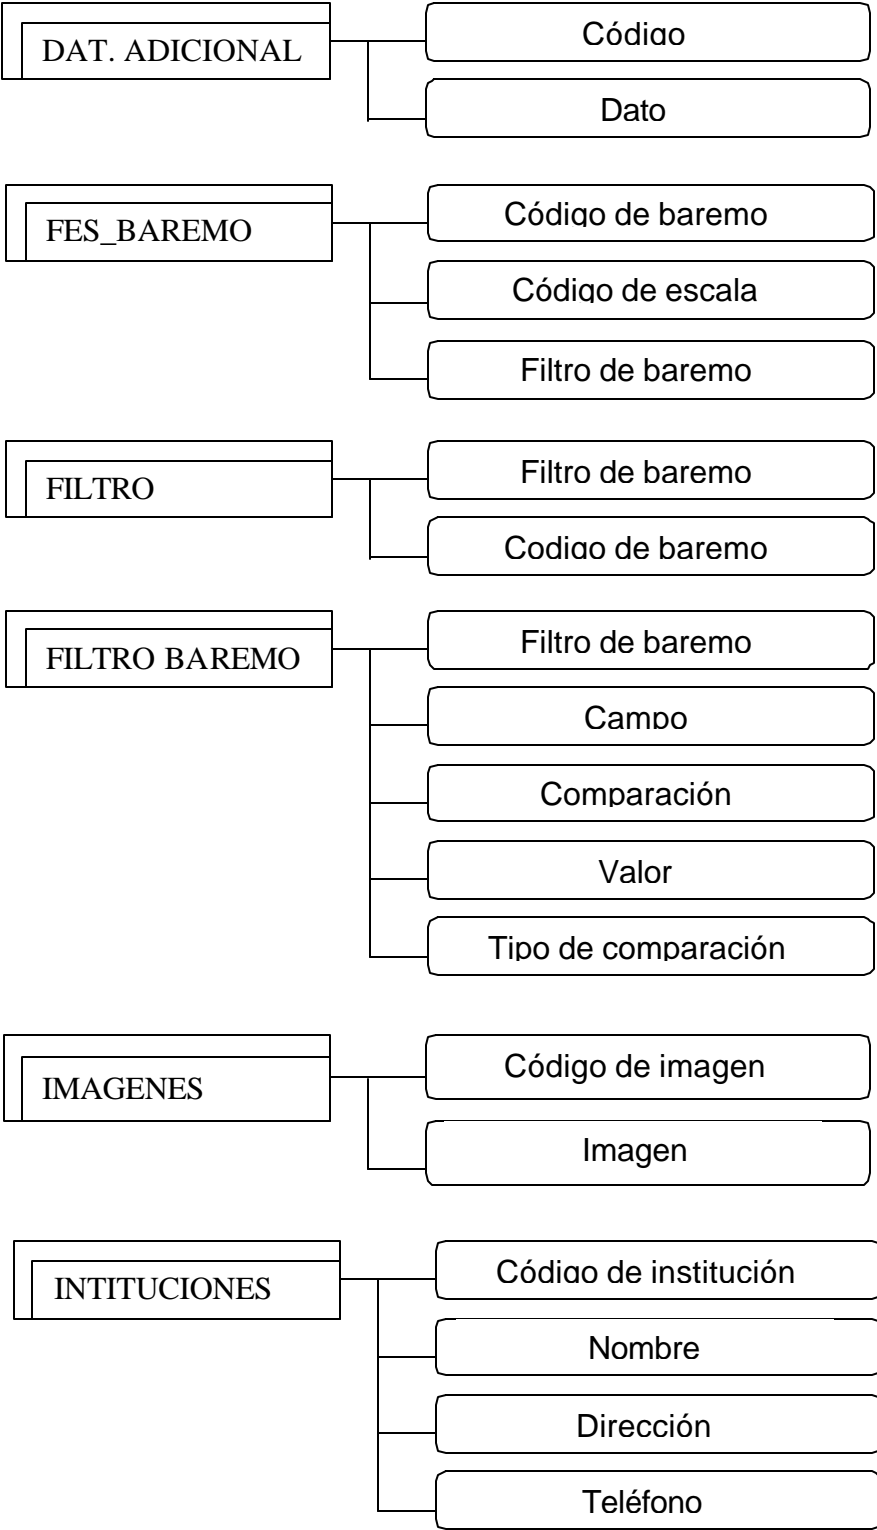 DAT. ADICIONAL
Código
Dato
FES_BAREMO
Código de baremo
Código de escala
Filtro de baremo
FILTRO
Filtro de baremo
Codigo de baremo
FILTRO BAREMO
Filtro de baremo
Campo
Comparación
Valor
Tipo de comparación
IMAGENES
Código de imagen
Imagen
INTITUCIONES
Código de institución
Nombre
Dirección
Teléfono